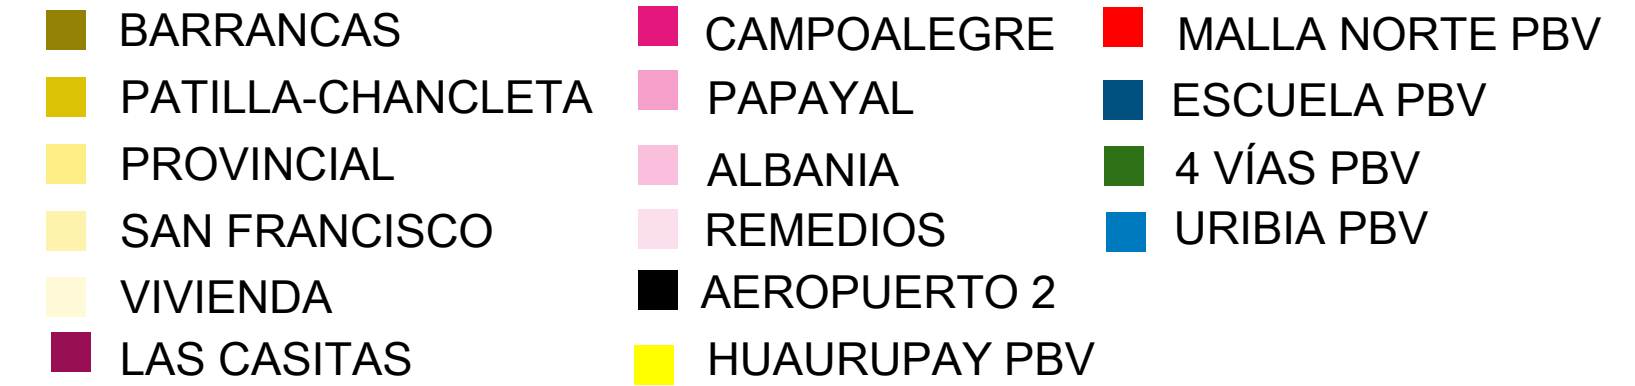 BARRANCAS
PATILLA-CHANCLETA
PROVINCIAL
SAN FRANCISCO
VIVIENDA
LAS CASITAS
CAMPOALEGRE
PAPAYAL
ALBANIA
REMEDIOS
AEROPUERTO 2
HUAURUPAY PBV
MALLA NORTE PBV
ESCUELA PBV
4 VÍAS PBV
URIBIA PBV